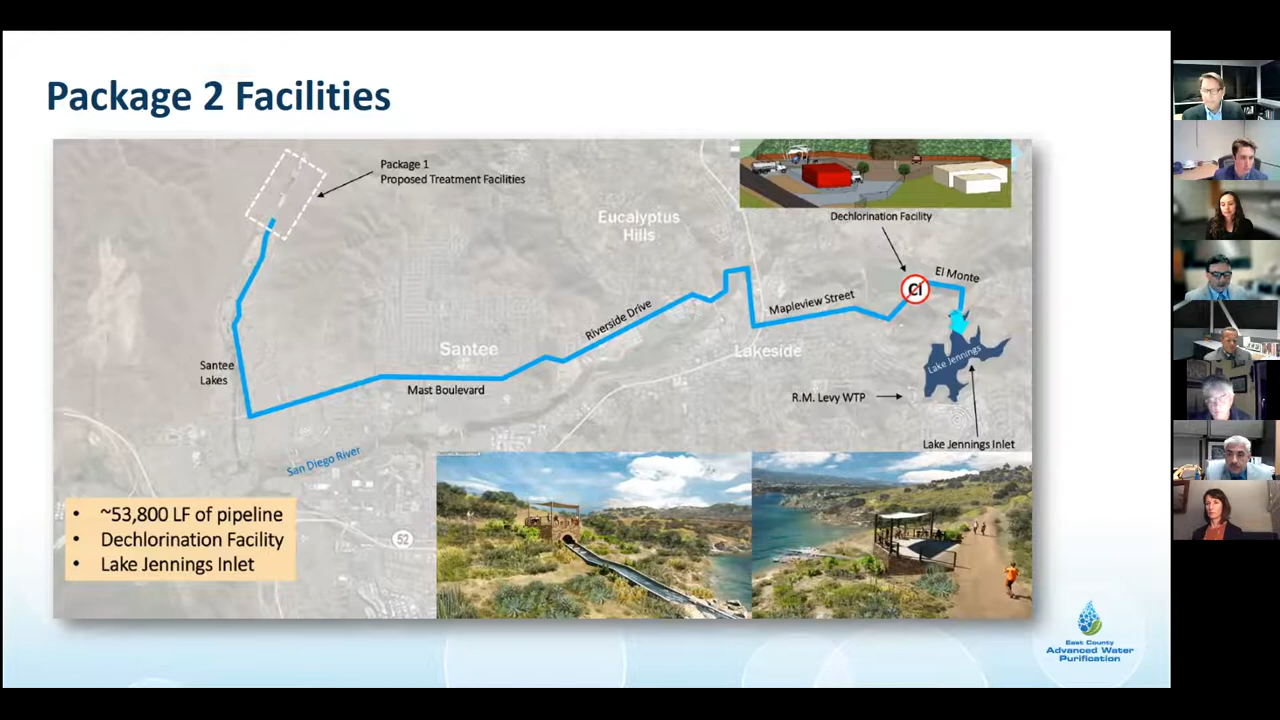 Package 2 Facilities
Package 1
Proposed Treatment Facilities
Eucalyptus
Hills
Dechlorination Facility
El Monte
Cl
Mapleview Street
Riverside Drive
Santee
Lakeside
Lake Jennings
Santee
Lakes
Mast Boulevard
R.M. Levy WTP
Lake Jennings Inlet
San Diego River
52
• ~53,800 LF of pipeline
• Dechlorination Facility
• Lake Jennings Inlet
East County
Advanced Water
Purification